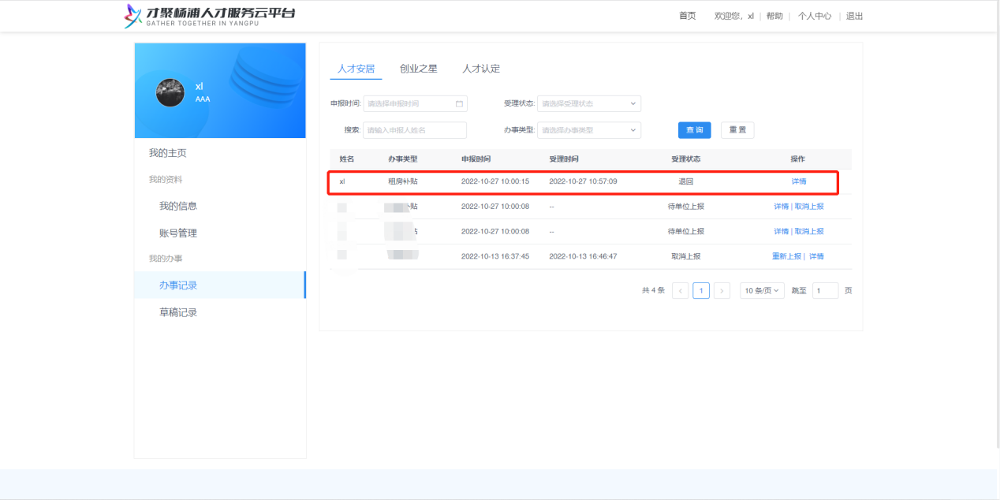 才聚杨浦人才服务云平台
GATHER TOGETHER IN YANGPU
首页 欢迎您, xl | 帮助 | 个人中心 | 退出
xl
AAA
我的主页
我的资料
我的信息
账号管理
我的办事
办事记录
草稿记录
人才安居 创业之星 人才认定
申报时间: 请选择申报时间 受理状态: 请选择受理状态
搜索: 请输入申报人姓名 办事类型: 请选择办事类型 查 询 重 置
姓名 办事类型 申报时间 受理时间 受理状态 操作
xl 租房补贴 2022-10-27 10:00:15 2022-10-27 10:57:09 退回 详情
贴 2022-10-27 10:00:08 -- 待单位上报 详情 | 取消上报
2022-10-27 10:00:08 -- 待单位上报 详情 | 取消上报
2022-10-13 16:37:45 2022-10-13 16:46:47 取消上报 重新上报 | 详情
共 4 条 < 1 > 10 条/页 跳至 1 页